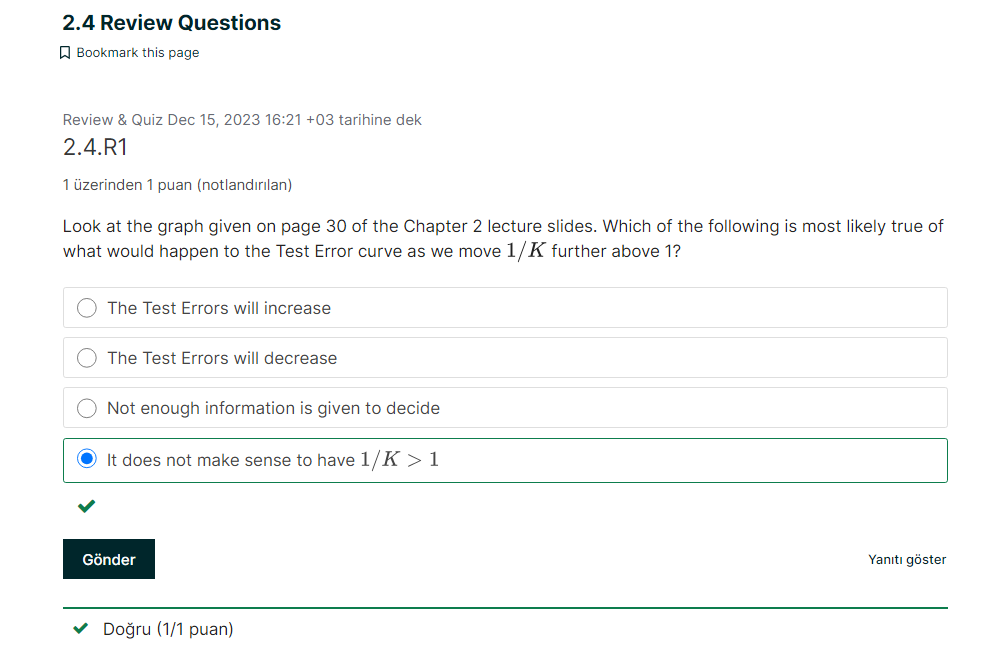 2.4 Review Questions
Bookmark this page
Review & Quiz Dec 15, 2023 16:21 +03 tarihine dek
2.4.R1
1 üzerinden 1 puan (notlandırılan)
Look at the graph given on page 30 of the Chapter 2 lecture slides. Which of the following is most likely true of
what would happen to the Test Error curve as we move 1/K further above 1?
The Test Errors will increase
The Test Errors will decrease
Not enough information is given to decide
It does not make sense to have 1/K > 1
Gönder
Yanıtı göster
Doğru (1/1 puan)